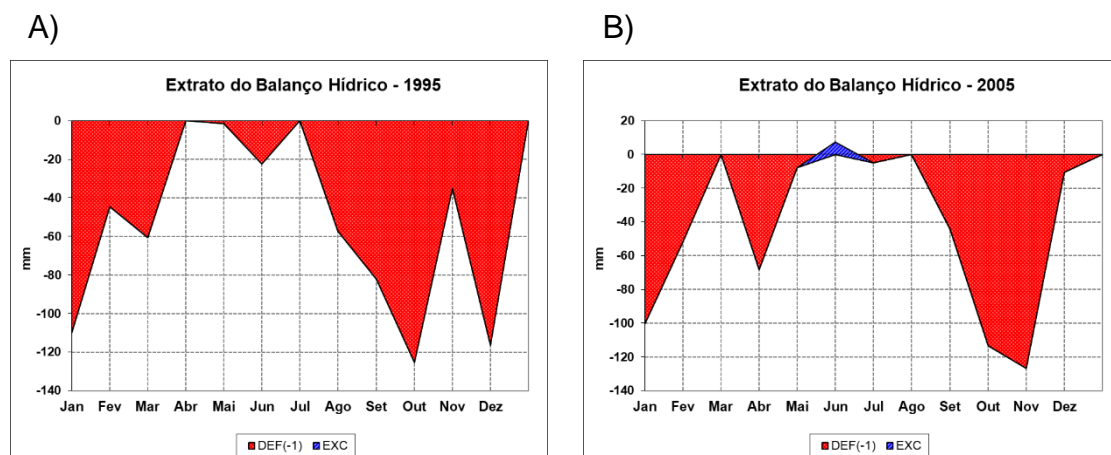 A)
Extrato do Balanço Hídrico - 1995
0
-20
-40
-60
-80
-100
-120
-140
mm
Jan Fev Mar Abr Mai Jun Jul Ago Set Out Nov Dez
DEF(-1) EXC
B)
Extrato do Balanço Hídrico - 2005
20
0
-20
-40
-60
-80
-100
-120
-140
mm
Jan Fev Mar Abr Mai Jun Jul Ago Set Out Nov Dez
DEF(-1) EXC